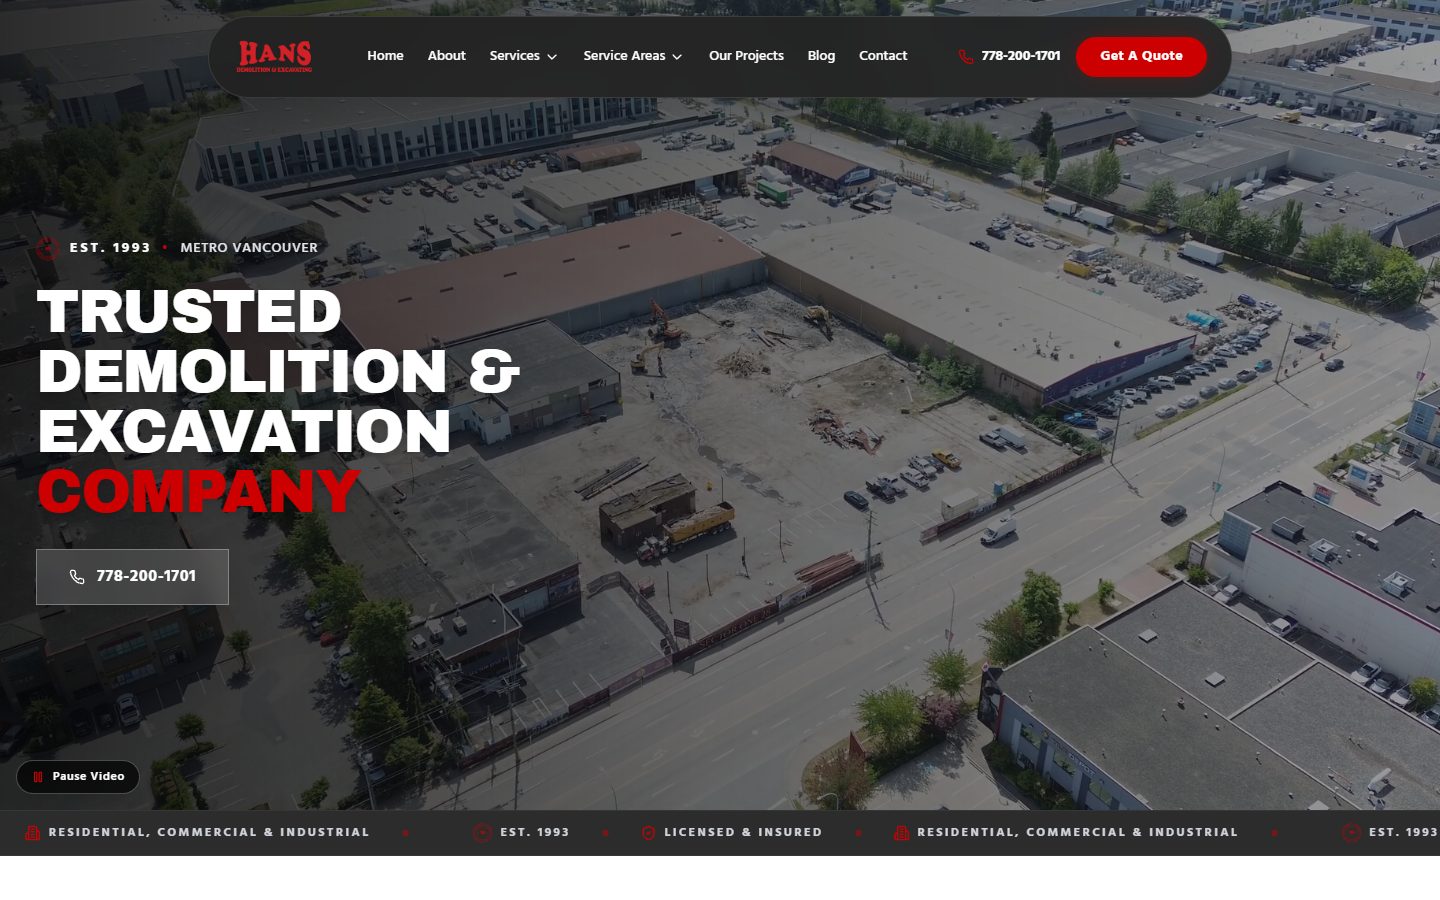 HANS
DEMOLITION & EXCAVATING
Home
About
Services
Service Areas
Our Projects
Blog
Contact
778-200-1701
Get A Quote
EST. 1993 • METRO VANCOUVER
TRUSTED
DEMOLITION &
EXCAVATION
COMPANY
778-200-1701
Pause Video
RESIDENTIAL, COMMERCIAL & INDUSTRIAL
EST. 1993
LICENSED & INSURED
RESIDENTIAL, COMMERCIAL & INDUSTRIAL
EST. 1993